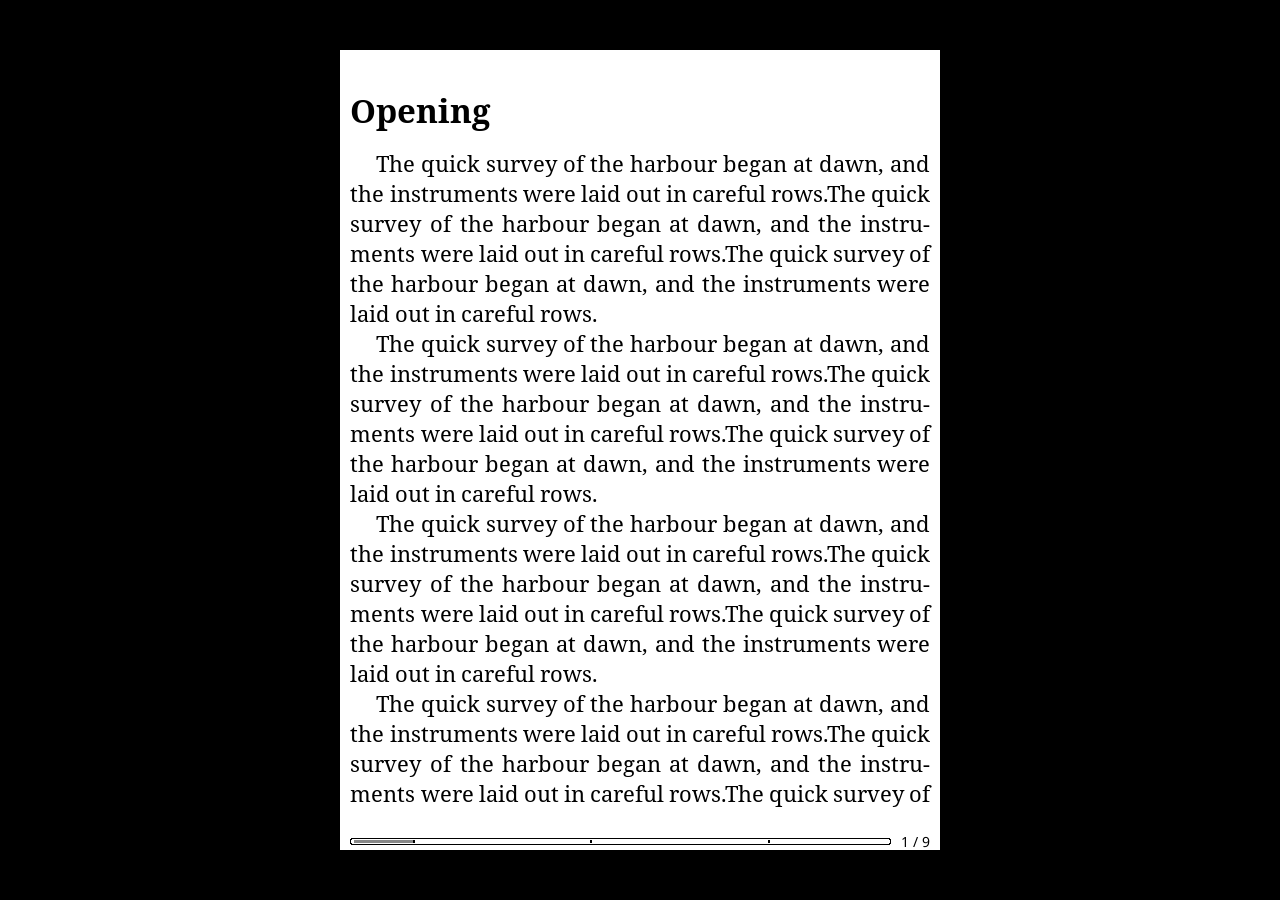 Opening
The quick survey of the harbour began at dawn, and
the instruments were laid out in careful rows.The quick
survey of the harbour began at dawn, and the instru-
ments were laid out in careful rows.The quick survey of
the harbour began at dawn, and the instruments were
laid out in careful rows.
The quick survey of the harbour began at dawn, and
the instruments were laid out in careful rows.The quick
survey of the harbour began at dawn, and the instru-
ments were laid out in careful rows.The quick survey of
the harbour began at dawn, and the instruments were
laid out in careful rows.
The quick survey of the harbour began at dawn, and
the instruments were laid out in careful rows.The quick
survey of the harbour began at dawn, and the instru-
ments were laid out in careful rows.The quick survey of
the harbour began at dawn, and the instruments were
laid out in careful rows.
The quick survey of the harbour began at dawn, and
the instruments were laid out in careful rows.The quick
survey of the harbour began at dawn, and the instru-
ments were laid out in careful rows.The quick survey of
1 / 9